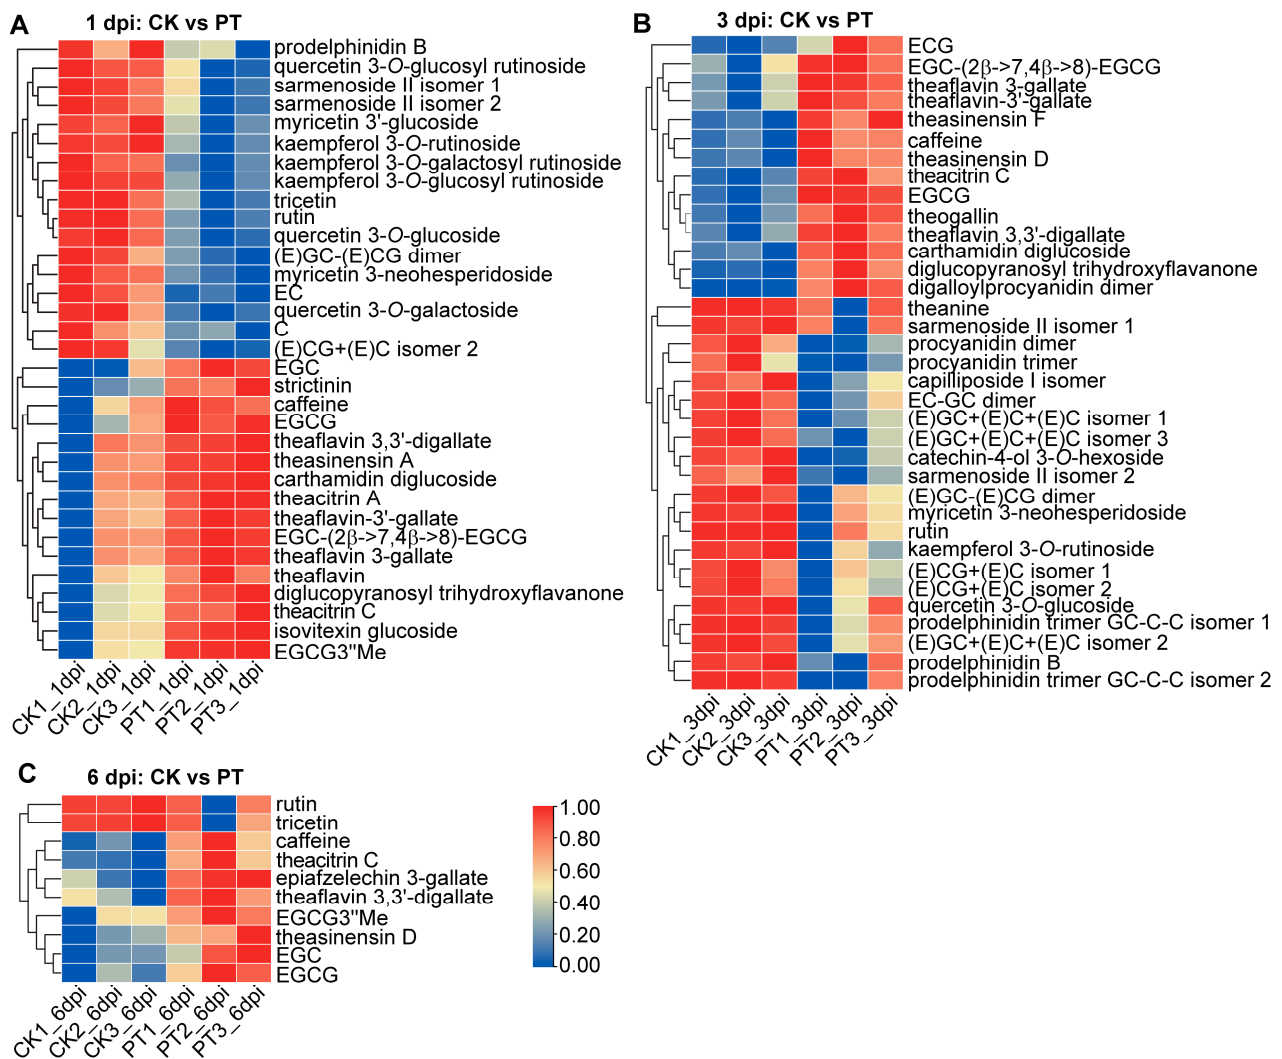 A
1 dpi: CK vs PT
prodelphinidin B
quercetin 3-O-glucosyl rutinoside
sarmenoside II isomer 1
sarmenoside II isomer 2
myricetin 3'-glucoside
kaempferol 3-O-rutinoside
kaempferol 3-O-galactosyl rutinoside
kaempferol 3-O-glucosyl rutinoside
tricetin
rutin
quercetin 3-O-glucoside
(E)GC-(E)CG dimer
myricetin 3-neohesperidoside
EC
quercetin 3-O-galactoside
C
(E)CG+(E)C isomer 2
EGC
strictinin
caffeine
EGCG
theaflavin 3,3'-digallate
theasinensin A
carthamidin diglucoside
theacitrin A
theaflavin-3'-gallate
EGC-(2β->7,4β->8)-EGCG
theaflavin 3-gallate
theaflavin
diglucopyranosyl trihydroxyflavanone
theacitrin C
isovitexin glucoside
EGCG3"Me
CK1_1dpi
CK2_1dpi
CK3_1dpi
PT1_1dpi
PT2_1dpi
PT3_1dpi
B
3 dpi: CK vs PT
ECG
EGC-(2β->7,4β->8)-EGCG
theaflavin 3-gallate
theaflavin-3'-gallate
theasinensin F
caffeine
theasinensin D
theacitrin C
EGCG
theogallin
theaflavin 3,3'-digallate
carthamidin diglucoside
diglucopyranosyl trihydroxyflavanone
digalloylprocyanidin dimer
theanine
sarmenoside II isomer 1
procyanidin dimer
procyanidin trimer
capilliposide I isomer
EC-GC dimer
(E)GC+(E)C+(E)C isomer 1
(E)GC+(E)C+(E)C isomer 3
catechin-4-ol 3-O-hexoside
sarmenoside II isomer 2
(E)GC-(E)CG dimer
myricetin 3-neohesperidoside
rutin
kaempferol 3-O-rutinoside
(E)CG+(E)C isomer 1
(E)CG+(E)C isomer 2
quercetin 3-O-glucoside
prodelphinidin trimer GC-C-C isomer 1
(E)GC+(E)C+(E)C isomer 2
prodelphinidin B
prodelphinidin trimer GC-C-C isomer 2
CK1_3dpi
CK2_3dpi
CK3_3dpi
PT1_3dpi
PT2_3dpi
PT3_3dpi
C
6 dpi: CK vs PT
rutin
tricetin
caffeine
theacitrin C
epiafzelechin 3-gallate
theaflavin 3,3'-digallate
EGCG3"Me
theasinensin D
EGC
EGCG
CK1_6dpi
CK2_6dpi
CK3_6dpi
PT1_6dpi
PT2_6dpi
PT3_6dpi
1.00
0.80
0.60
0.40
0.20
0.00